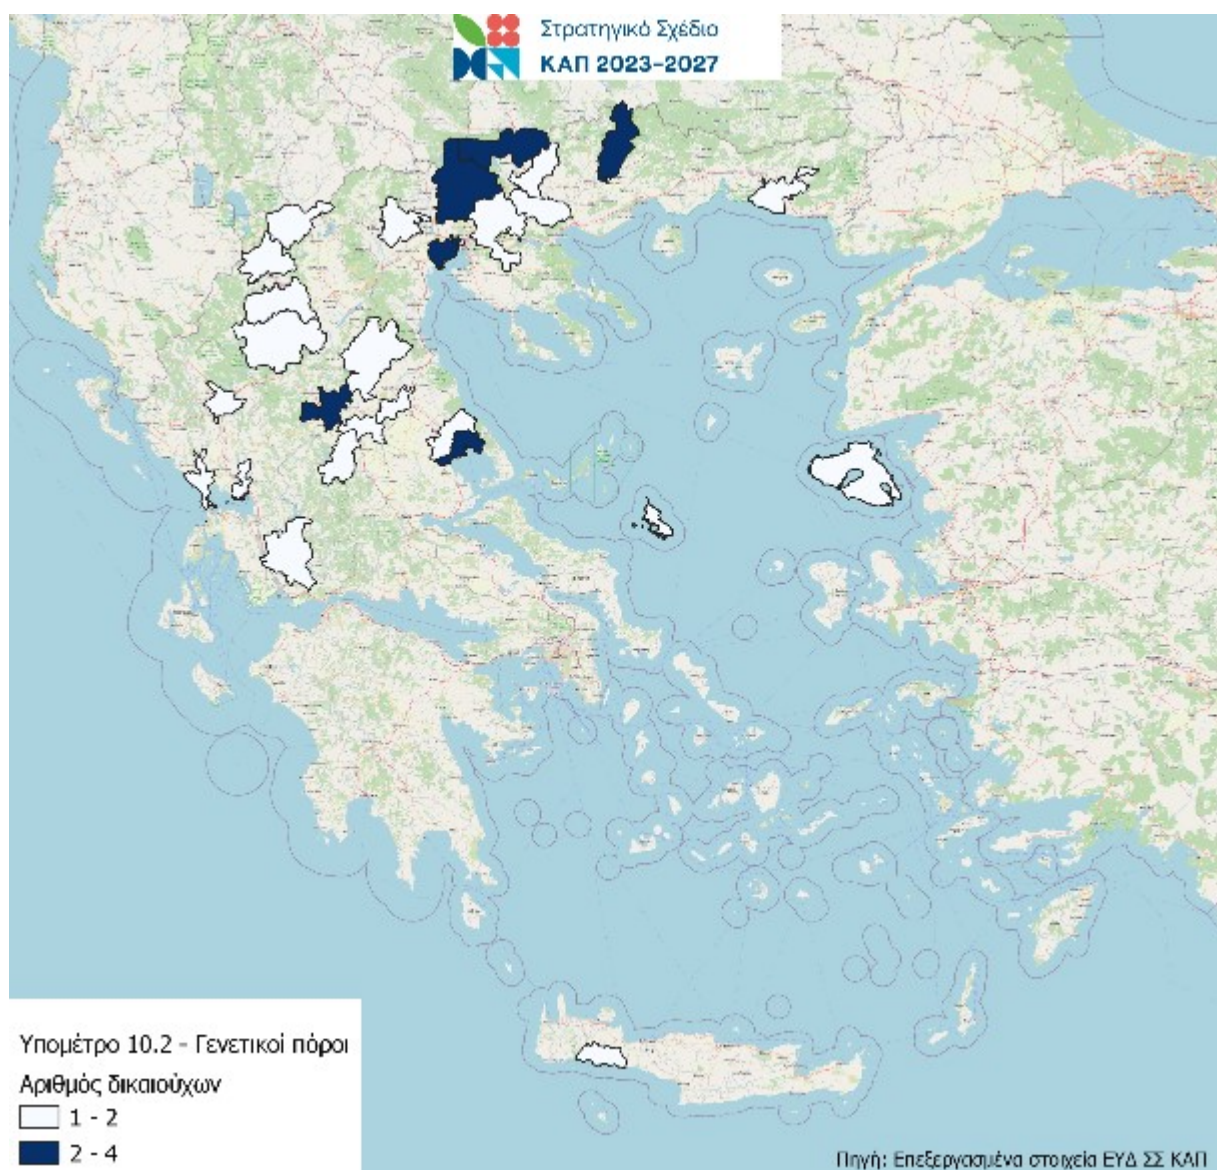 Στρατηγικό Σχέδιο
ΚΑΠ 2023-2027
Υπομέτρο 10.2 - Γενετικοί πόροι
Αριθμός δικαιούχων
1 - 2
2 - 4
Πηγή: Επεξεργασμένα στοιχεία ΕΥΔ ΣΣ ΚΑΠ